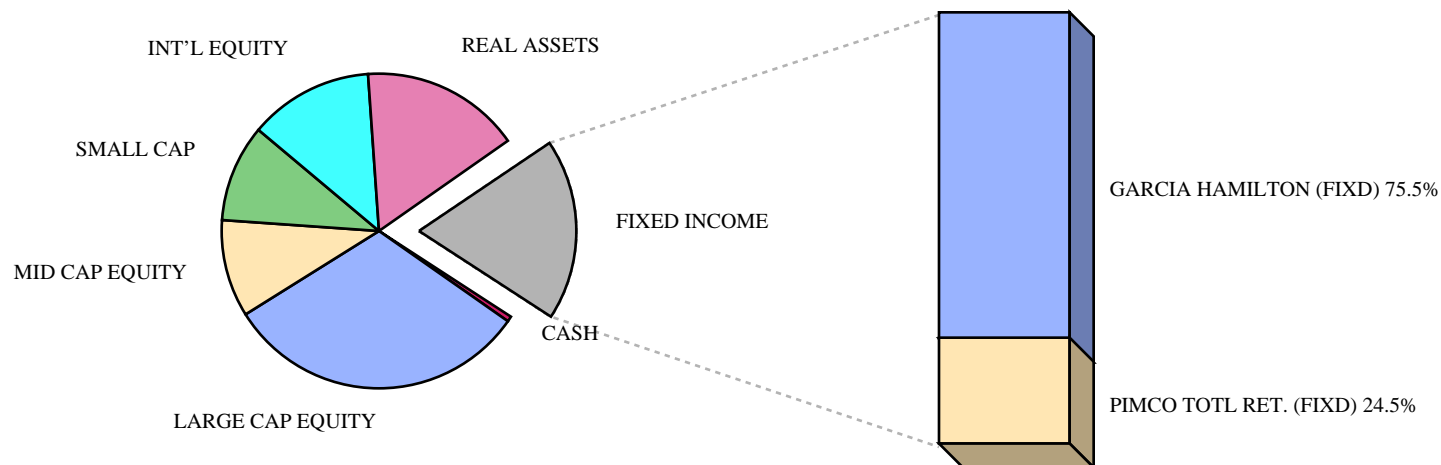 REAL ASSETS
INT’L EQUITY
SMALL CAP
FIXED INCOME
MID CAP EQUITY
CASH
LARGE CAP EQUITY
GARCIA HAMILTON (FIXD) 75.5%
PIMCO TOTL RET. (FIXD) 24.5%